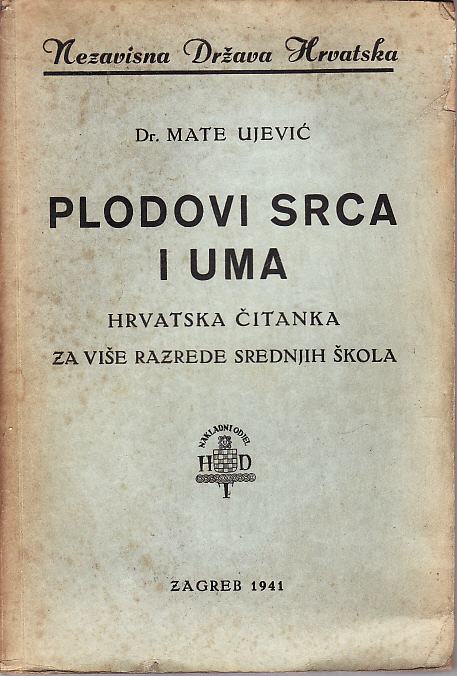 Nezavisna Država Hrvatska
Dr. MATE UJEVIĆ
PLODOVI SRCA
I UMA
HRVATSKA ČITANKA
ZA VIŠE RAZREDE SREDNJIH ŠKOLA
NAKLADNI ODJEL
H D
T
ZAGREB 1941